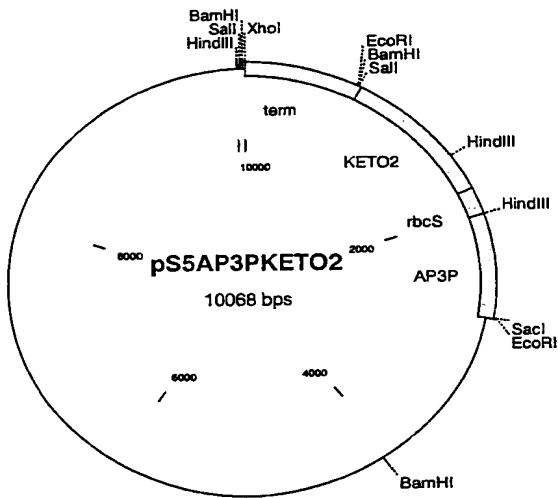 BamHI
SalI
XhoI
HindIII
EcoRI
BamHI
SalI
term
10000
KETO2
HindIII
HindIII
rbcS
2000
8000
pS5AP3PKETO2
AP3P
10068 bps
SacI
EcoRI
6000
4000
BamHI